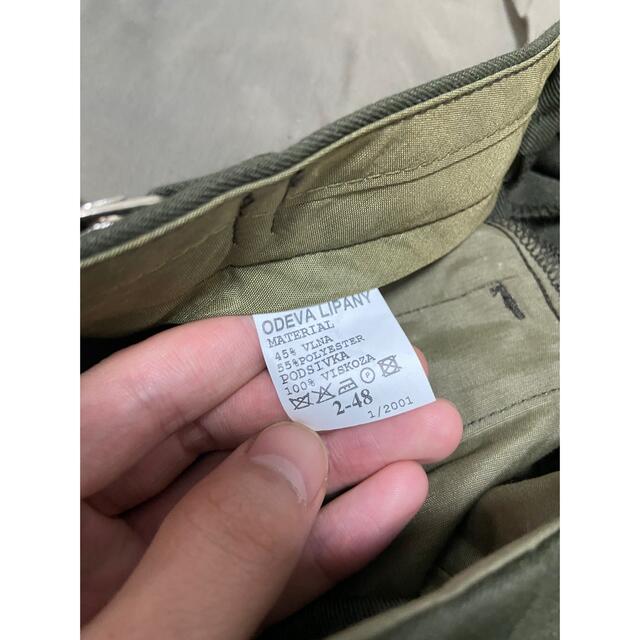 ODEVA LIPANY
MATERIAL
45% VLNA
55%POLYESTER
PODSIVKA
100% VISKOZA
P
2-48
1/2001